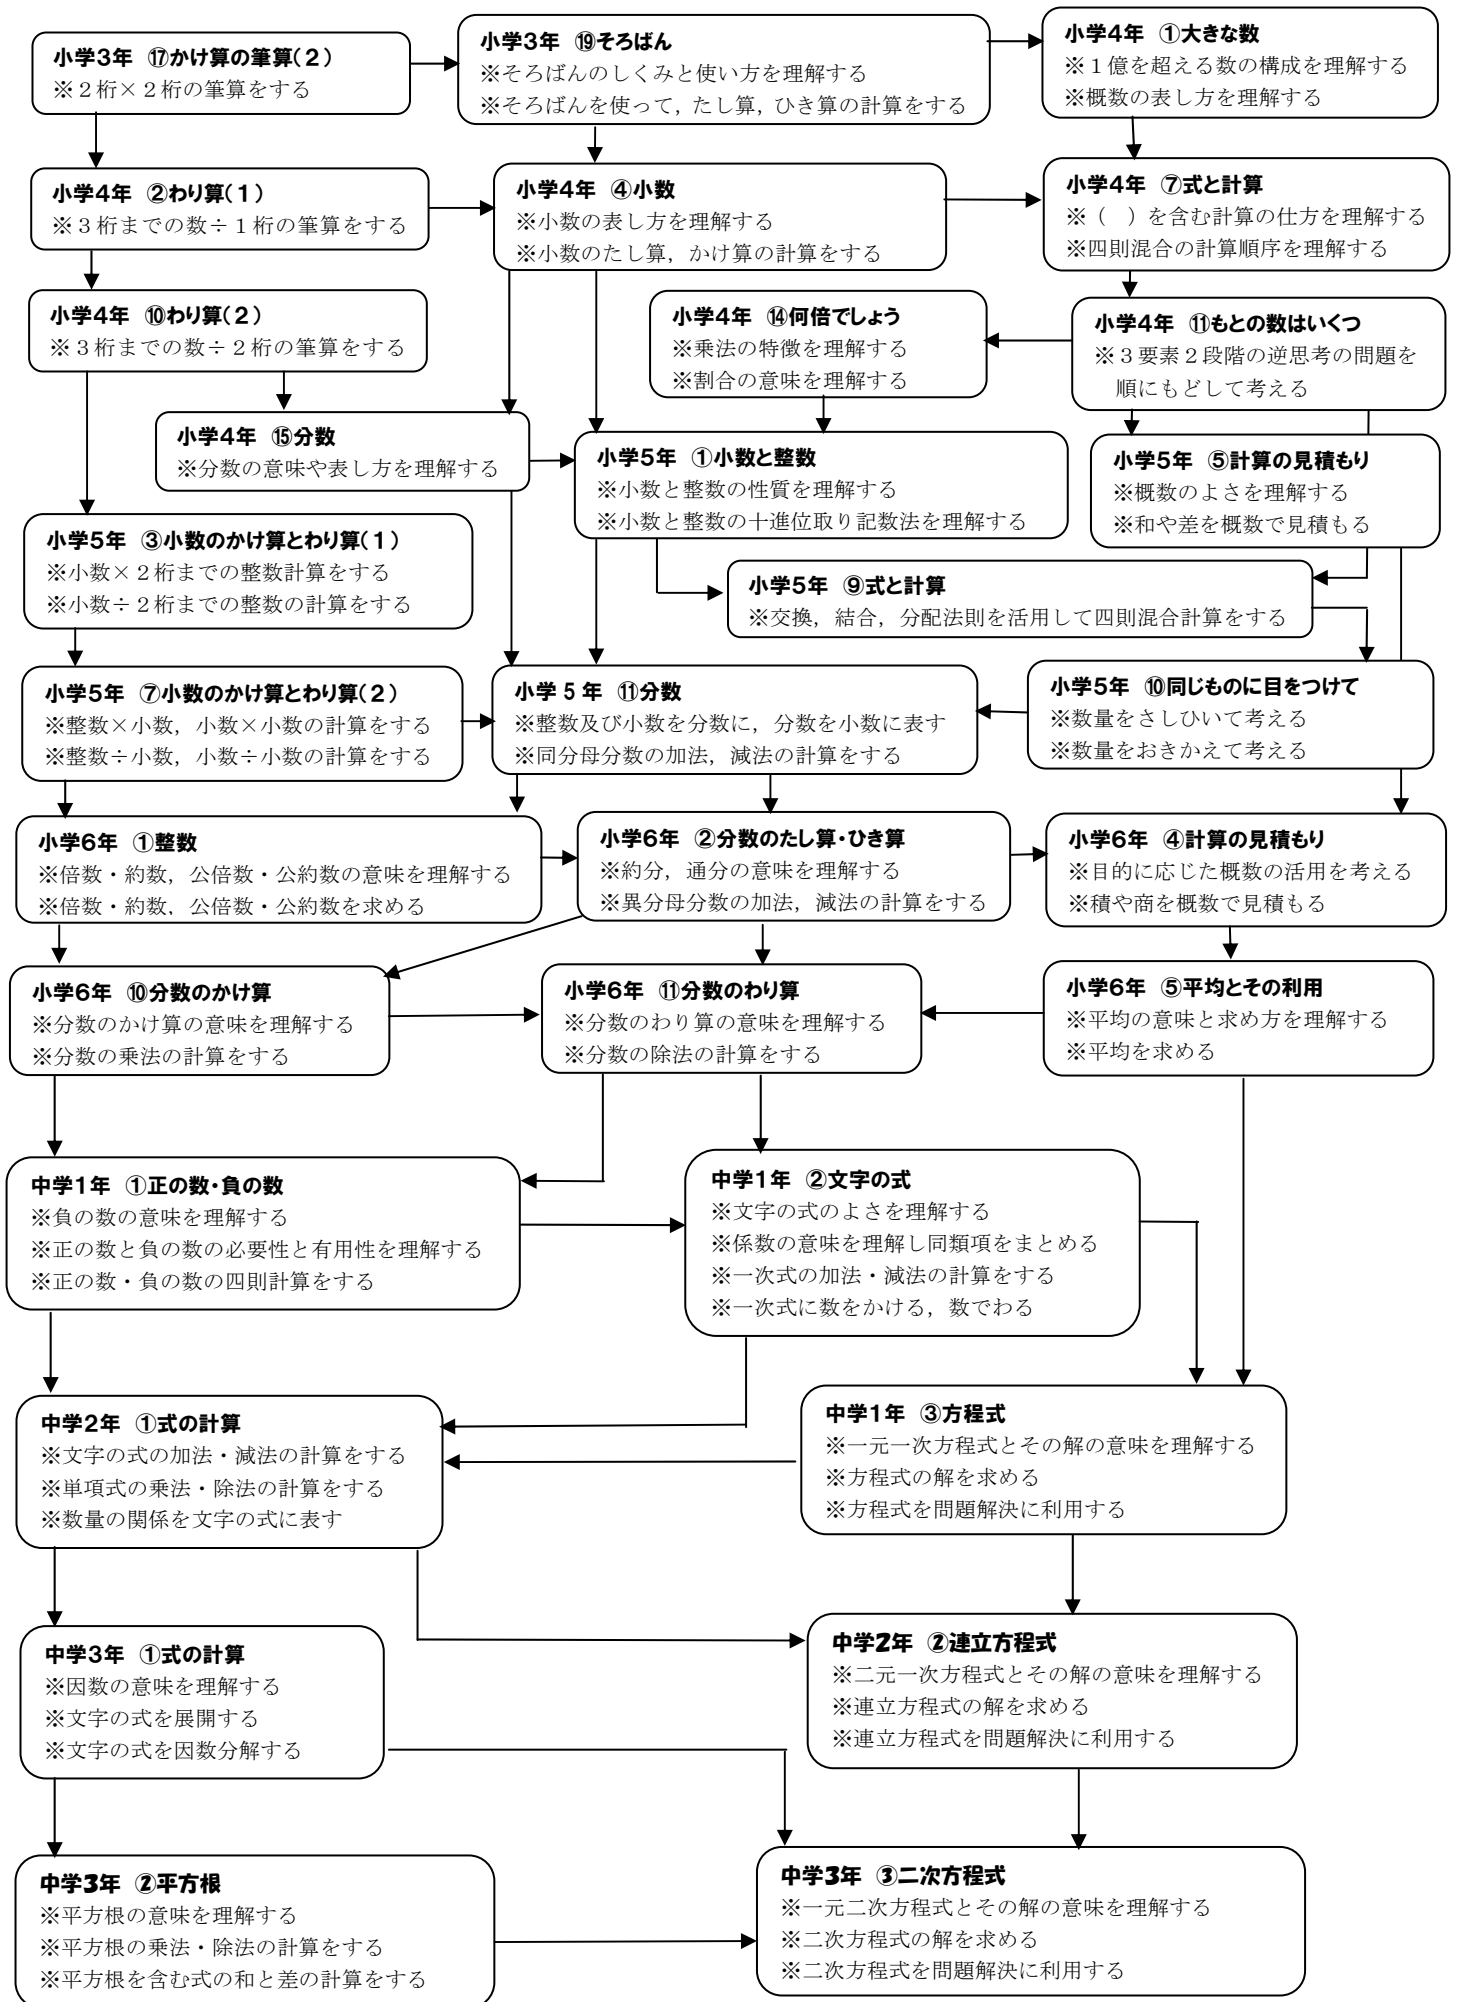 小学3年 ⑰かけ算の筆算(2)
※2桁×2桁の筆算をする
小学3年 ⑲そろばん
※そろばんのしくみと使い方を理解する
※そろばんを使って，たし算，ひき算の計算をする
小学4年 ①大きな数
※1億を超える数の構成を理解する
※概数の表し方を理解する
小学4年 ②わり算(1)
※3桁までの数÷1桁の筆算をする
小学4年 ④小数
※小数の表し方を理解する
※小数のたし算，かけ算の計算をする
小学4年 ⑦式と計算
※（　）を含む計算の仕方を理解する
※四則混合の計算順序を理解する
小学4年 ⑩わり算(2)
※3桁までの数÷2桁の筆算をする
小学4年 ⑭何倍でしょう
※乗法の特徴を理解する
※割合の意味を理解する
小学4年 ⑪もとの数はいくつ
※3要素2段階の逆思考の問題を
順にもどして考える
小学4年 ⑮分数
※分数の意味や表し方を理解する
小学5年 ①小数と整数
※小数と整数の性質を理解する
※小数と整数の十進位取り記数法を理解する
小学5年 ⑤計算の見積もり
※概数のよさを理解する
※和や差を概数で見積もる
小学5年 ③小数のかけ算とわり算(1)
※小数×2桁までの整数計算をする
※小数÷2桁までの整数の計算をする
小学5年 ⑨式と計算
※交換，結合，分配法則を活用して四則混合計算をする
小学5年 ⑦小数のかけ算とわり算(2)
※整数×小数，小数×小数の計算をする
※整数÷小数，小数÷小数の計算をする
小学5年 ⑪分数
※整数及び小数を分数に，分数を小数に表す
※同分母分数の加法，減法の計算をする
小学5年 ⑩同じものに目をつけて
※数量をさしひいて考える
※数量をおきかえて考える
小学6年 ①整数
※倍数・約数，公倍数・公約数の意味を理解する
※倍数・約数，公倍数・公約数を求める
小学6年 ②分数のたし算・ひき算
※約分，通分の意味を理解する
※異分母分数の加法，減法の計算をする
小学6年 ④計算の見積もり
※目的に応じた概数の活用を考える
※積や商を概数で見積もる
小学6年 ⑩分数のかけ算
※分数のかけ算の意味を理解する
※分数の乗法の計算をする
小学6年 ⑪分数のわり算
※分数のわり算の意味を理解する
※分数の除法の計算をする
小学6年 ⑤平均とその利用
※平均の意味と求め方を理解する
※平均を求める
中学1年 ①正の数・負の数
※負の数の意味を理解する
※正の数と負の数の必要性と有用性を理解する
※正の数・負の数の四則計算をする
中学1年 ②文字の式
※文字の式のよさを理解する
※係数の意味を理解し同類項をまとめる
※一次式の加法・減法の計算をする
※一次式に数をかける，数でわる
中学2年 ①式の計算
※文字の式の加法・減法の計算をする
※単項式の乗法・除法の計算をする
※数量の関係を文字の式に表す
中学1年 ③方程式
※一元一次方程式とその解の意味を理解する
※方程式の解を求める
※方程式を問題解決に利用する
中学3年 ①式の計算
※因数の意味を理解する
※文字の式を展開する
※文字の式を因数分解する
中学2年 ②連立方程式
※二元一次方程式とその解の意味を理解する
※連立方程式の解を求める
※連立方程式を問題解決に利用する
中学3年 ②平方根
※平方根の意味を理解する
※平方根の乗法・除法の計算をする
※平方根を含む式の和と差の計算をする
中学3年 ③二次方程式
※一元二次方程式とその解の意味を理解する
※二次方程式の解を求める
※二次方程式を問題解決に利用する